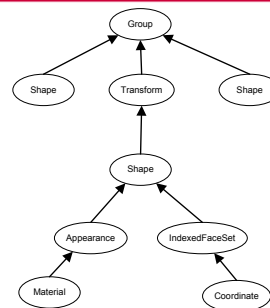 Group
Shape
Transform
Shape
Shape
Appearance
IndexedFaceSet
Material
Coordinate